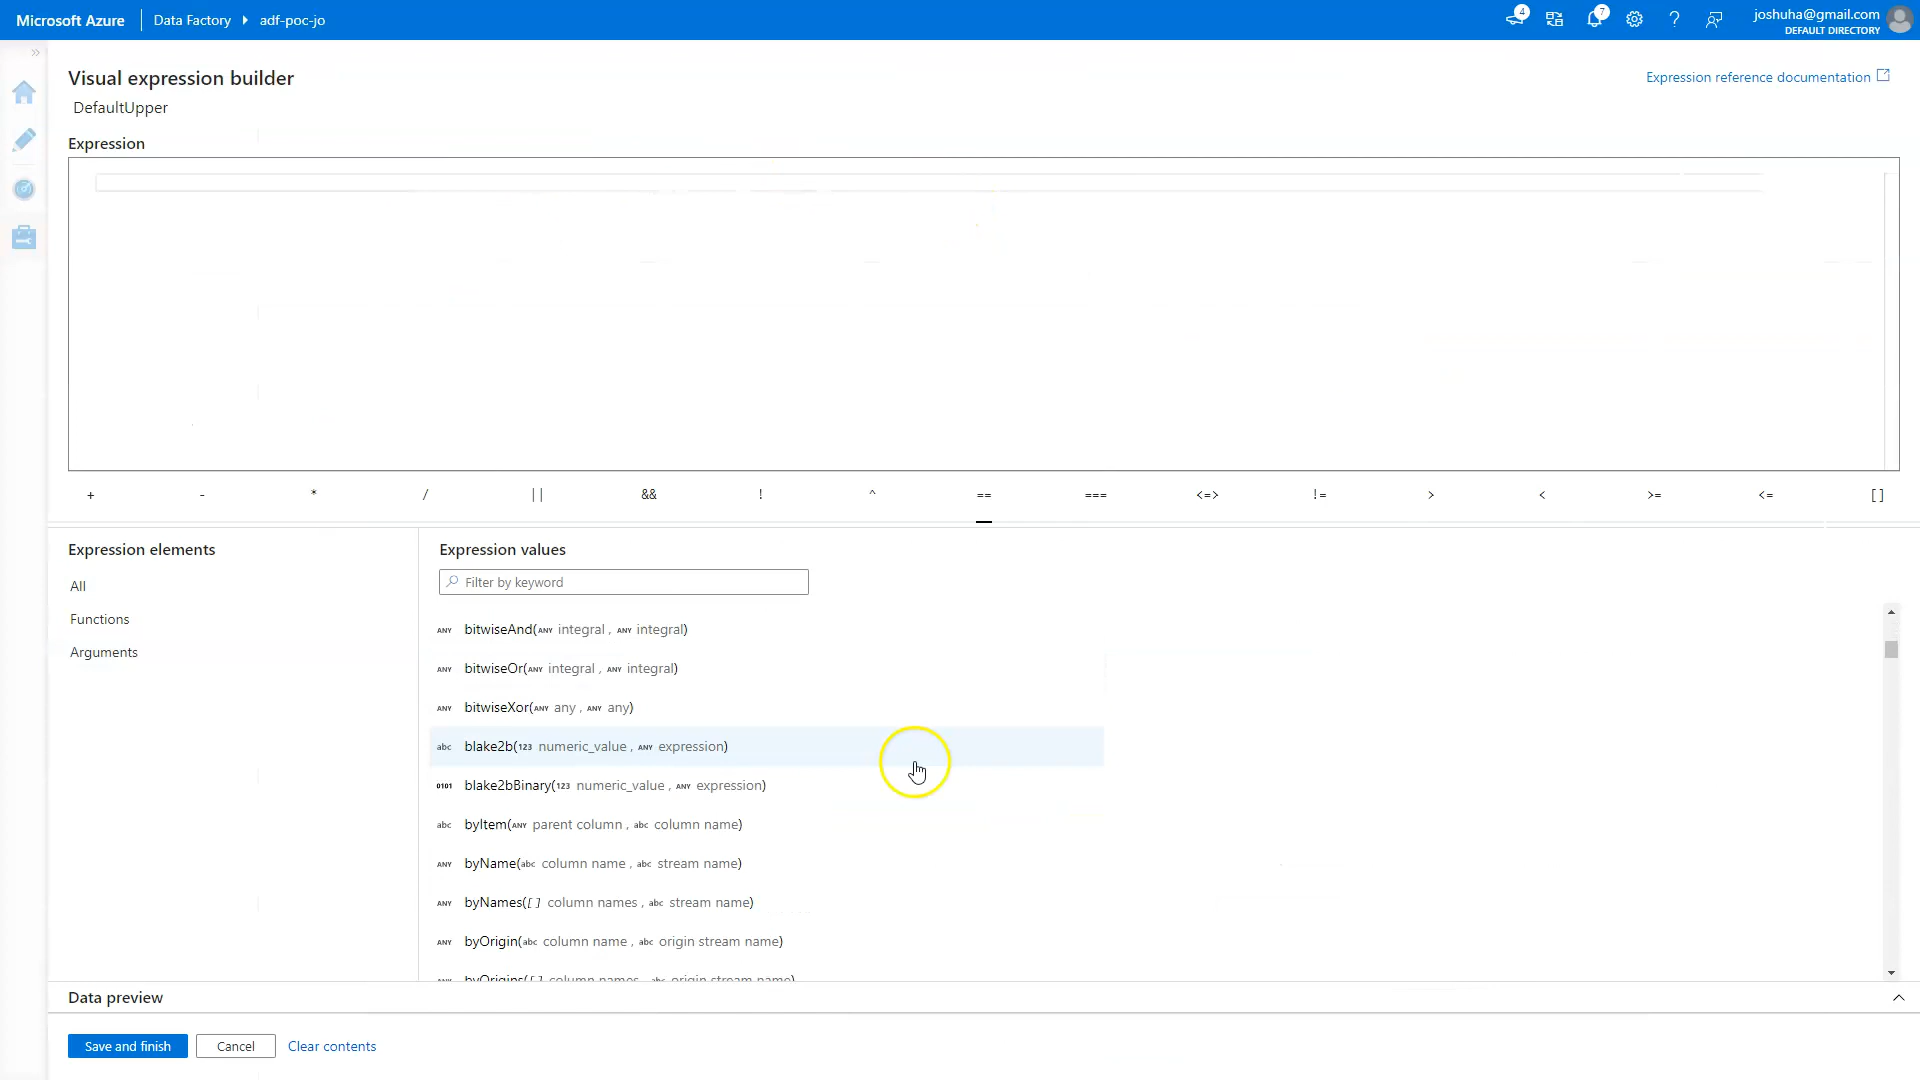 Microsoft Azure Data Factory adf-poc-jo 4 7 joshuha@gmail.com
DEFAULT DIRECTORY
Visual expression builder
Expression reference documentation
DefaultUpper
Expression
+ - * / || && ! ^ == === <=> != > < >= <= []
Expression elements
All
Functions
Arguments
Expression values
Filter by keyword
ANY bitwiseAnd(ANY integral , ANY integral)
ANY bitwiseOr(ANY integral , ANY integral)
ANY bitwiseXor(ANY any , ANY any)
abc blake2b(123 numeric_value , ANY expression)
0101 blake2bBinary(123 numeric_value , ANY expression)
abc byItem(ANY parent column , abc column name)
ANY byName(abc column name , abc stream name)
ANY byNames([] column names , abc stream name)
ANY byOrigin(abc column name , abc origin stream name)
ANY byOrigins([] column names , abc origin stream name)
Data preview
Save and finish Cancel Clear contents